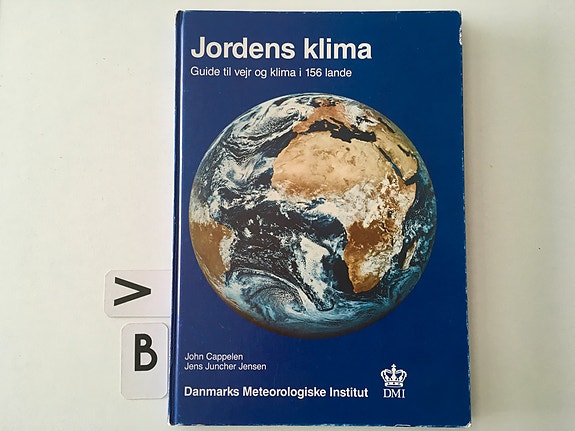 Jordens klima
Guide til vejr og klima i 156 lande
John Cappelen
Jens Juncher Jensen
Danmarks Meteorologiske Institut
DMI
V
B